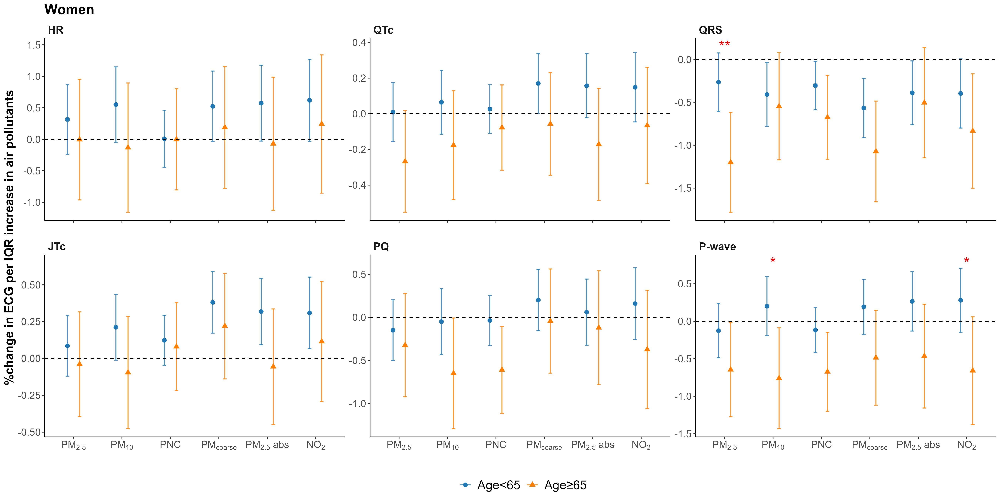 Women
%change in ECG per IQR increase in air pollutants
HR
1.5
1.0
0.5
0.0
-0.5
-1.0
QTc
0.4
0.2
0.0
-0.2
-0.4
QRS
**
0.0
-0.5
-1.0
-1.5
JTc
0.50
0.25
0.00
-0.25
-0.50
PM2.5 PM10 PNC PMcoarse PM2.5 abs NO2
PQ
0.5
0.0
-0.5
-1.0
PM2.5 PM10 PNC PMcoarse PM2.5 abs NO2
P-wave
* *
0.5
0.0
-0.5
-1.0
-1.5
PM2.5 PM10 PNC PMcoarse PM2.5 abs NO2
Age<65 Age≥65